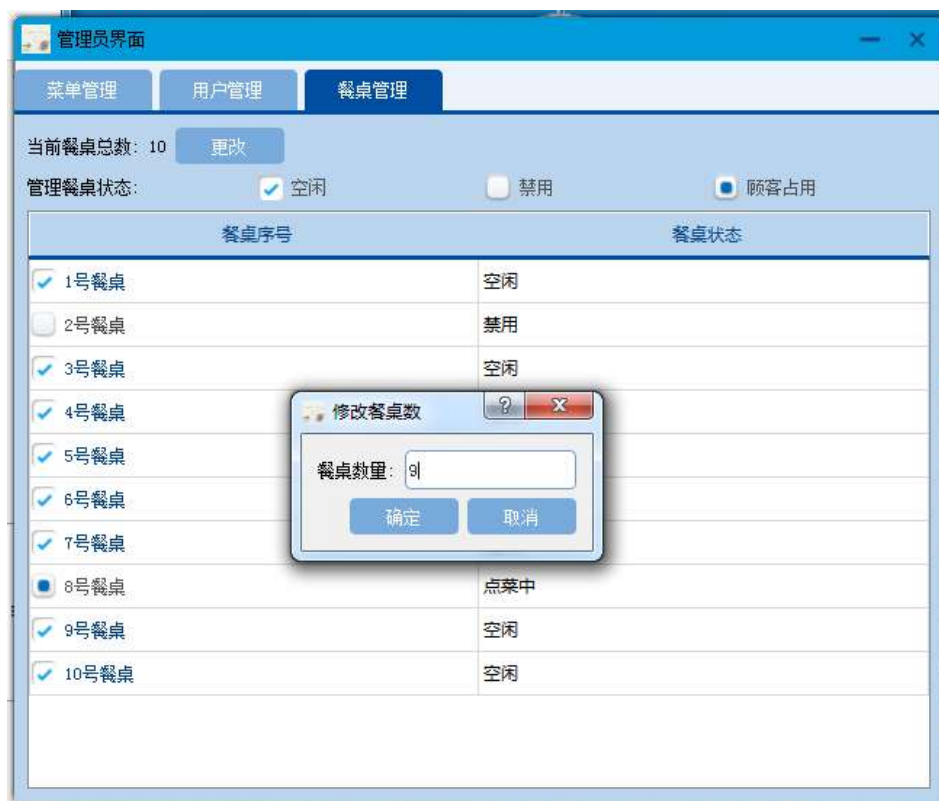 管理员界面
菜单管理 用户管理 餐桌管理
当前餐桌总数: 10 更改
管理餐桌状态: 空闲 禁用 顾客占用
餐桌序号 餐桌状态
1号餐桌 空闲
2号餐桌 禁用
3号餐桌 空闲
4号餐桌
5号餐桌
6号餐桌
7号餐桌
8号餐桌 点菜中
9号餐桌 空闲
10号餐桌 空闲
修改餐桌数 ?
餐桌数量: 9
确定 取消